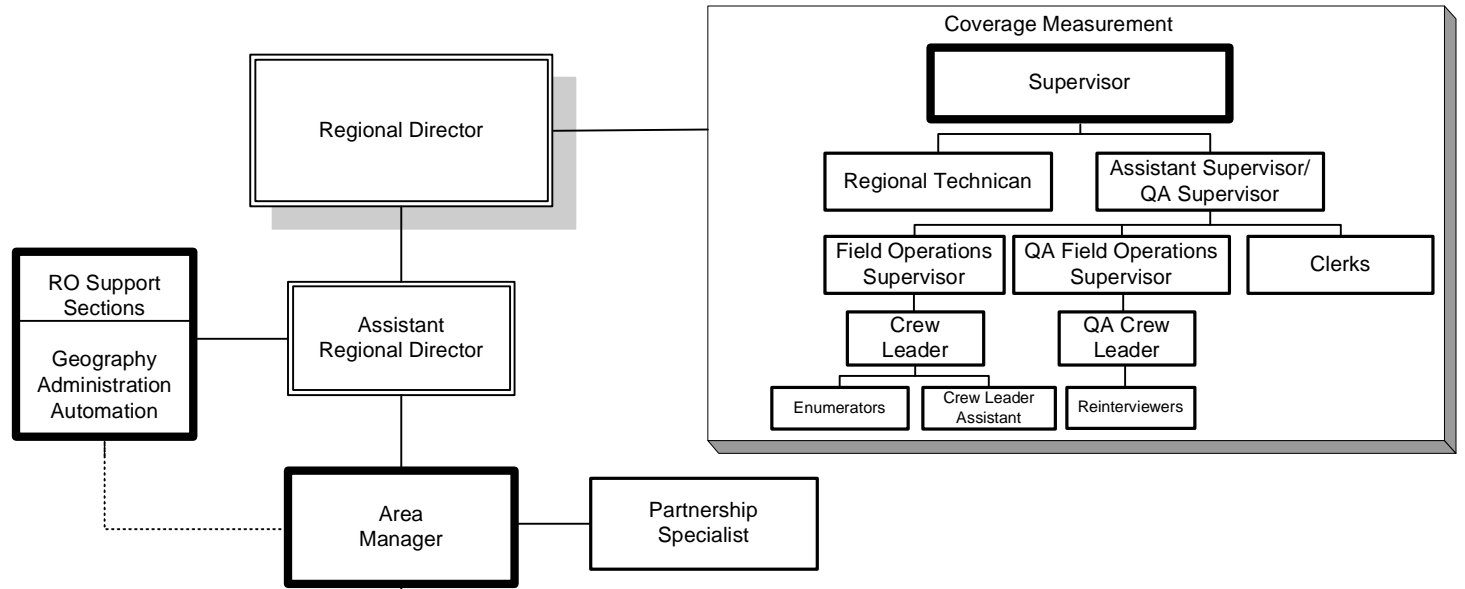 Coverage Measurement
Supervisor
Regional Director
Regional Technican
Assistant Supervisor/
QA Supervisor
Field Operations
Supervisor
QA Field Operations
Supervisor
Clerks
RO Support
Sections
Geography
Administration
Automation
Assistant
Regional Director
Crew
Leader
QA Crew
Leader
Enumerators
Crew Leader
Assistant
Reinterviewers
Area
Manager
Partnership
Specialist